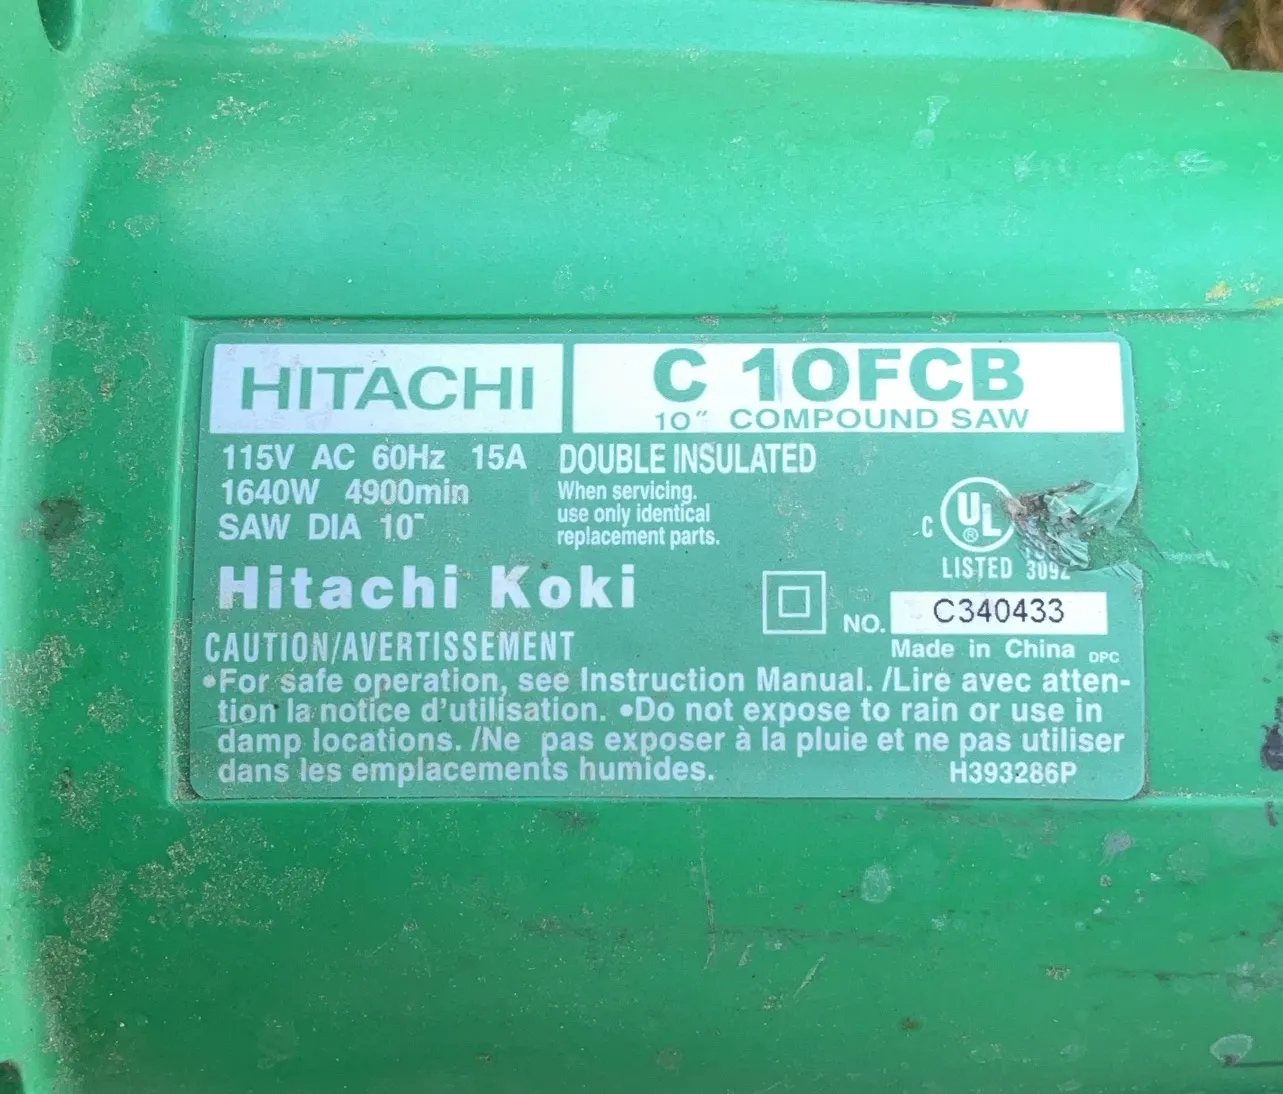 HITACHI
C 10FCB
10″ COMPOUND SAW
115V AC 60Hz 15A
1640W 4900min
SAW DIA 10
DOUBLE INSULATED
When servicing.
use only identical
replacement parts.
Hitachi Koki
C UL ®
LISTED
NO. C340433
Made in China DPC
CAUTION/AVERTISSEMENT
•For safe operation, see Instruction Manual. /Lire avec atten-
tion la notice d'utilisation. •Do not expose to rain or use in
damp locations. /Ne pas exposer à la pluie et ne pas utiliser
dans les emplacements humides.
H393286P